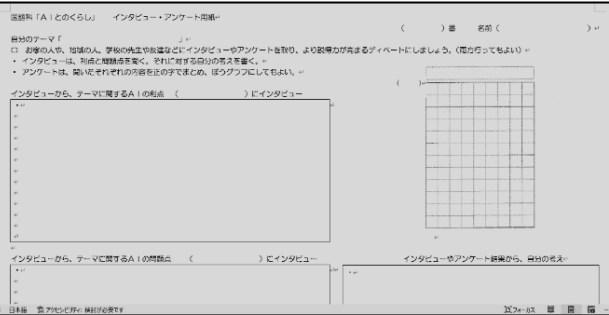 国語科「AIとのくらし」　インタビュー・アンケート用紙
（　　）番　名前（　　　　）
自分のテーマ「　　　　」
□ お家の人や、地域の人、学校の先生や友達などにインタビューやアンケートを取り、より説得力が高まるディベートにしましょう。（両方行ってもよい）
・ インタビューは、利点と問題点を聞く。それに対する自分の考えを書く。
・ アンケートは、聞いたそれぞれの内容を正の字でまとめ、ぼうグラフにしてもよい。
（　）
インタビューから、テーマに関するAIの利点　（　　　　）にインタビュー
インタビューから、テーマに関するAIの問題点　（　　　　）にインタビュー
インタビューやアンケート結果から、自分の考え
日本語　アクセシビリティ: 検討が必要です　フォーカス